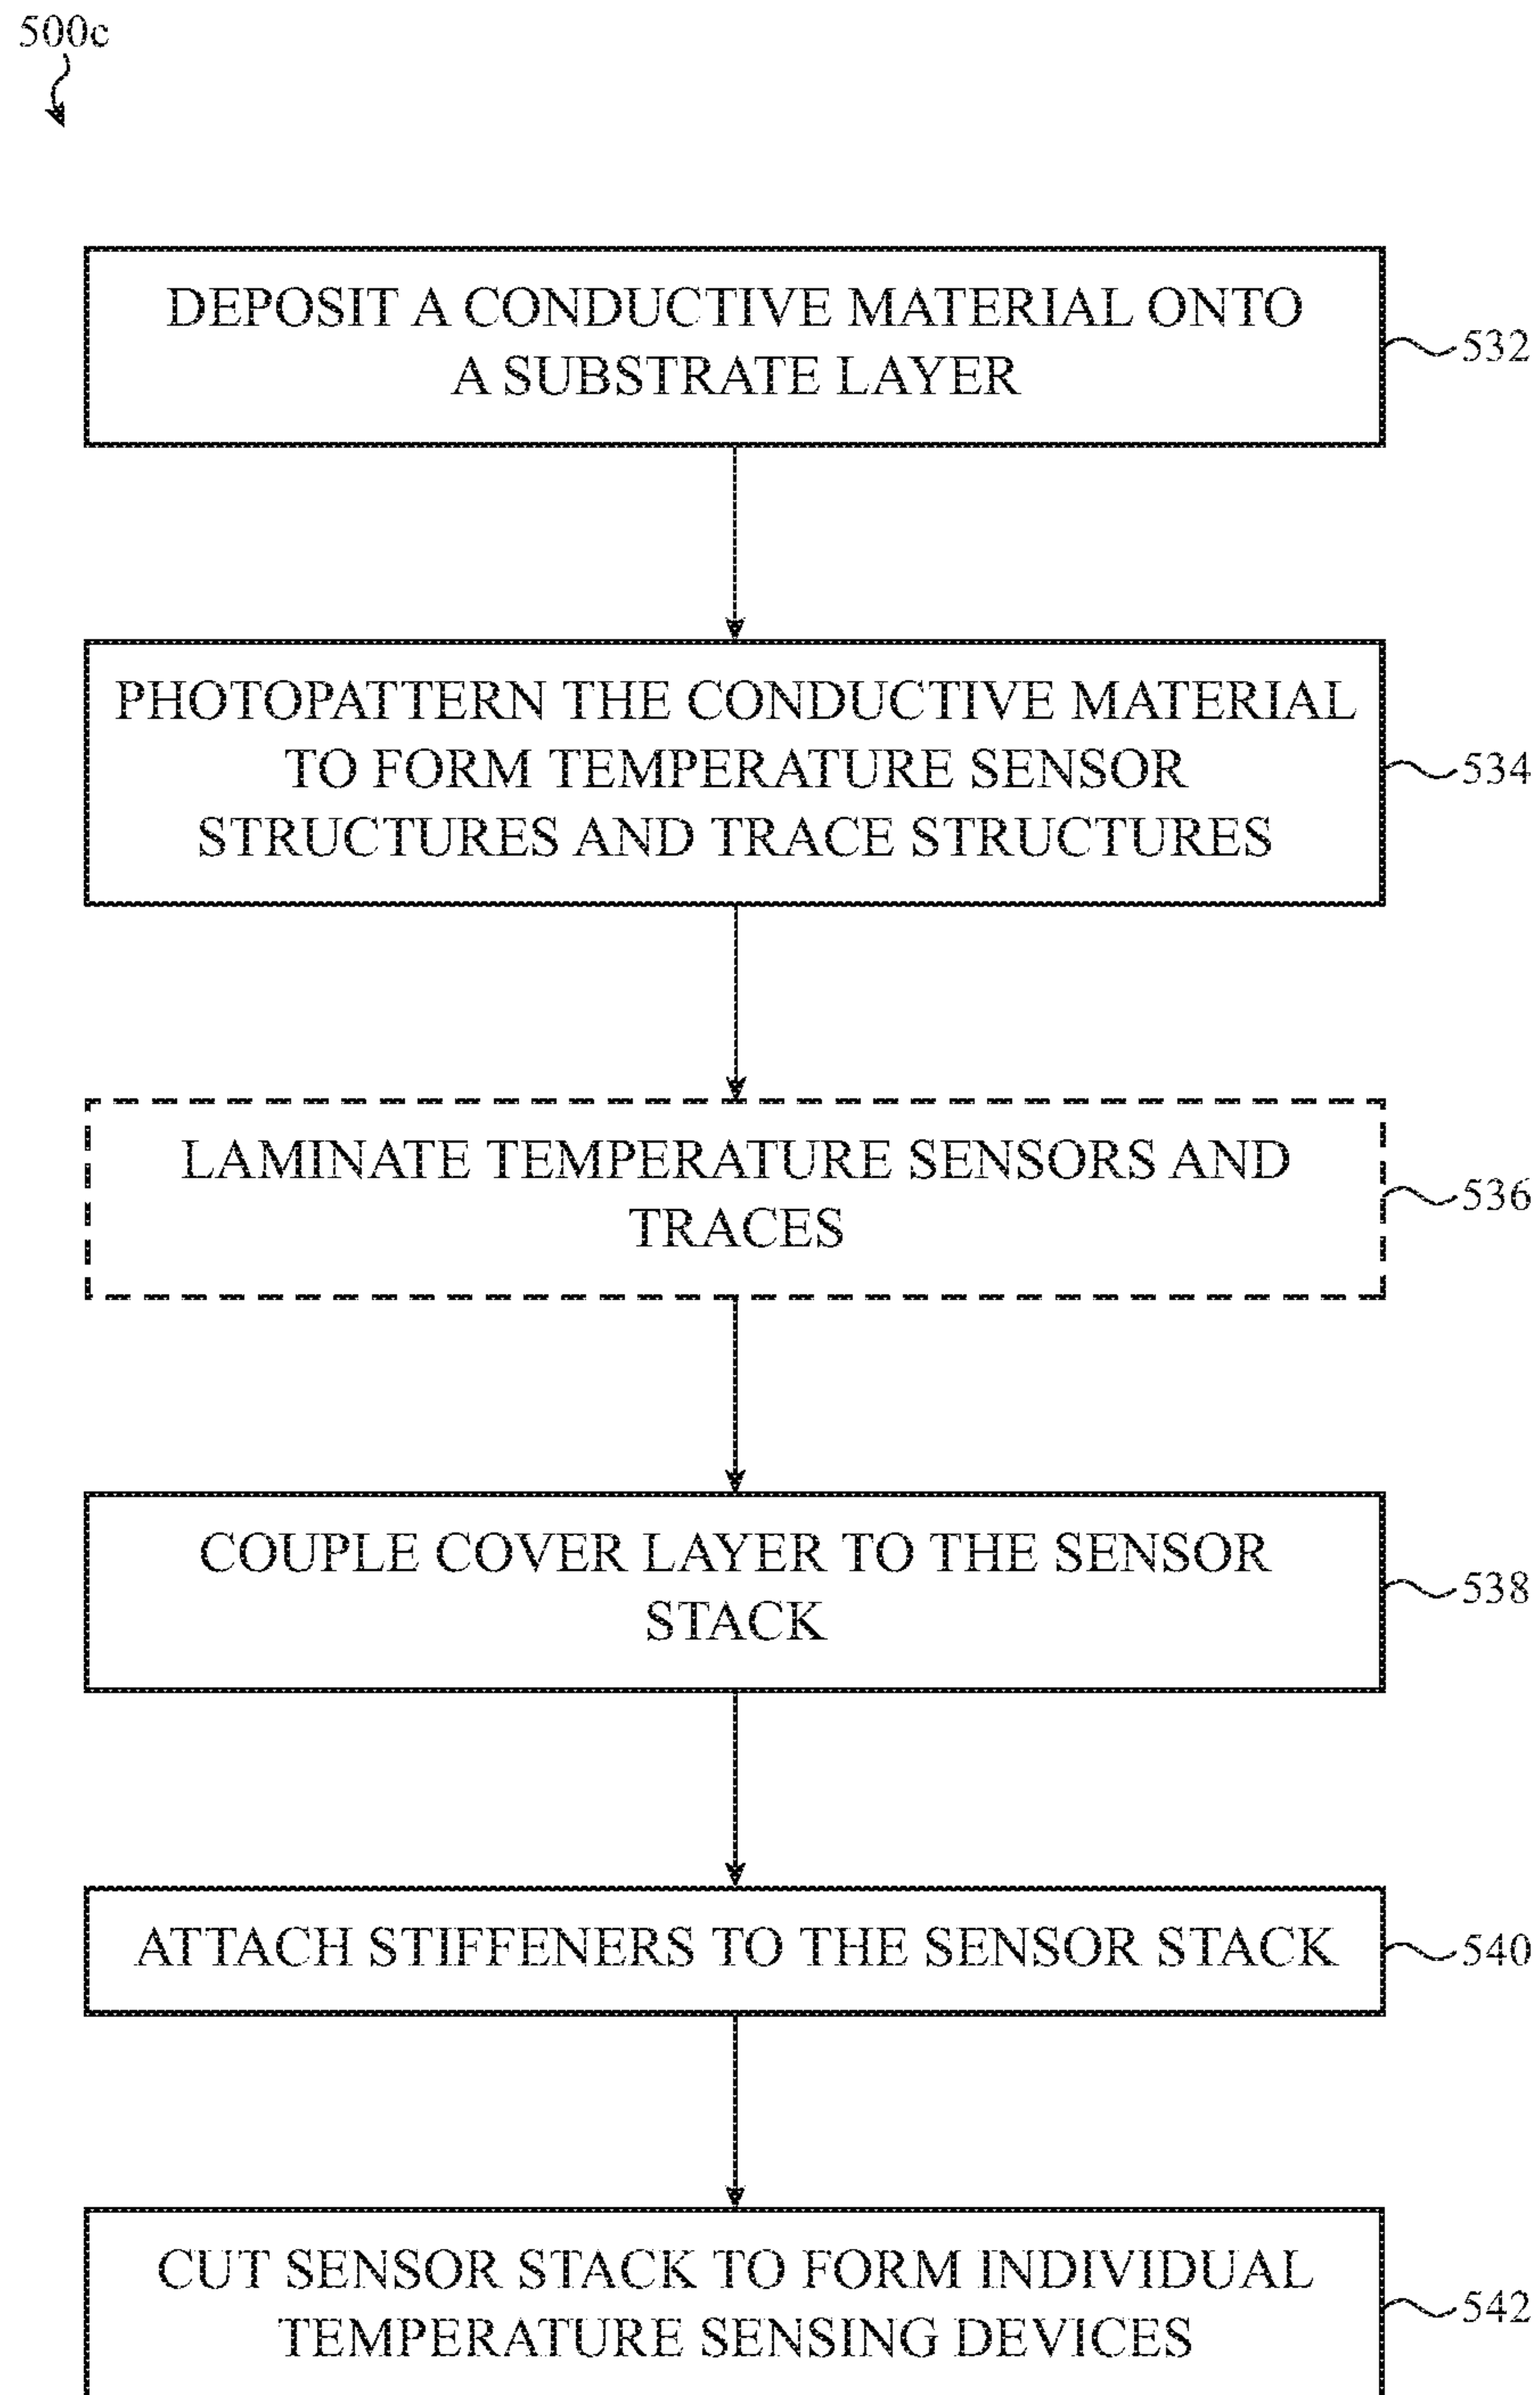 500c
DEPOSIT A CONDUCTIVE MATERIAL ONTO
A SUBSTRATE LAYER
532
PHOTOPATTERN THE CONDUCTIVE MATERIAL
TO FORM TEMPERATURE SENSOR
STRUCTURES AND TRACE STRUCTURES
534
LAMINATE TEMPERATURE SENSORS AND
TRACES
536
COUPLE COVER LAYER TO THE SENSOR
STACK
538
ATTACH STIFFENERS TO THE SENSOR STACK
540
CUT SENSOR STACK TO FORM INDIVIDUAL
TEMPERATURE SENSING DEVICES
542